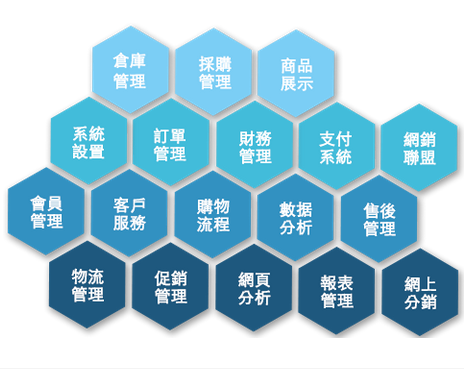 倉庫
管理
採購
管理
商品
展示
系統
設置
訂單
管理
財務
管理
支付
系統
網銷
聯盟
會員
管理
客戶
服務
購物
流程
數據
分析
售後
管理
物流
管理
促銷
管理
網頁
分析
報表
管理
網上
分銷